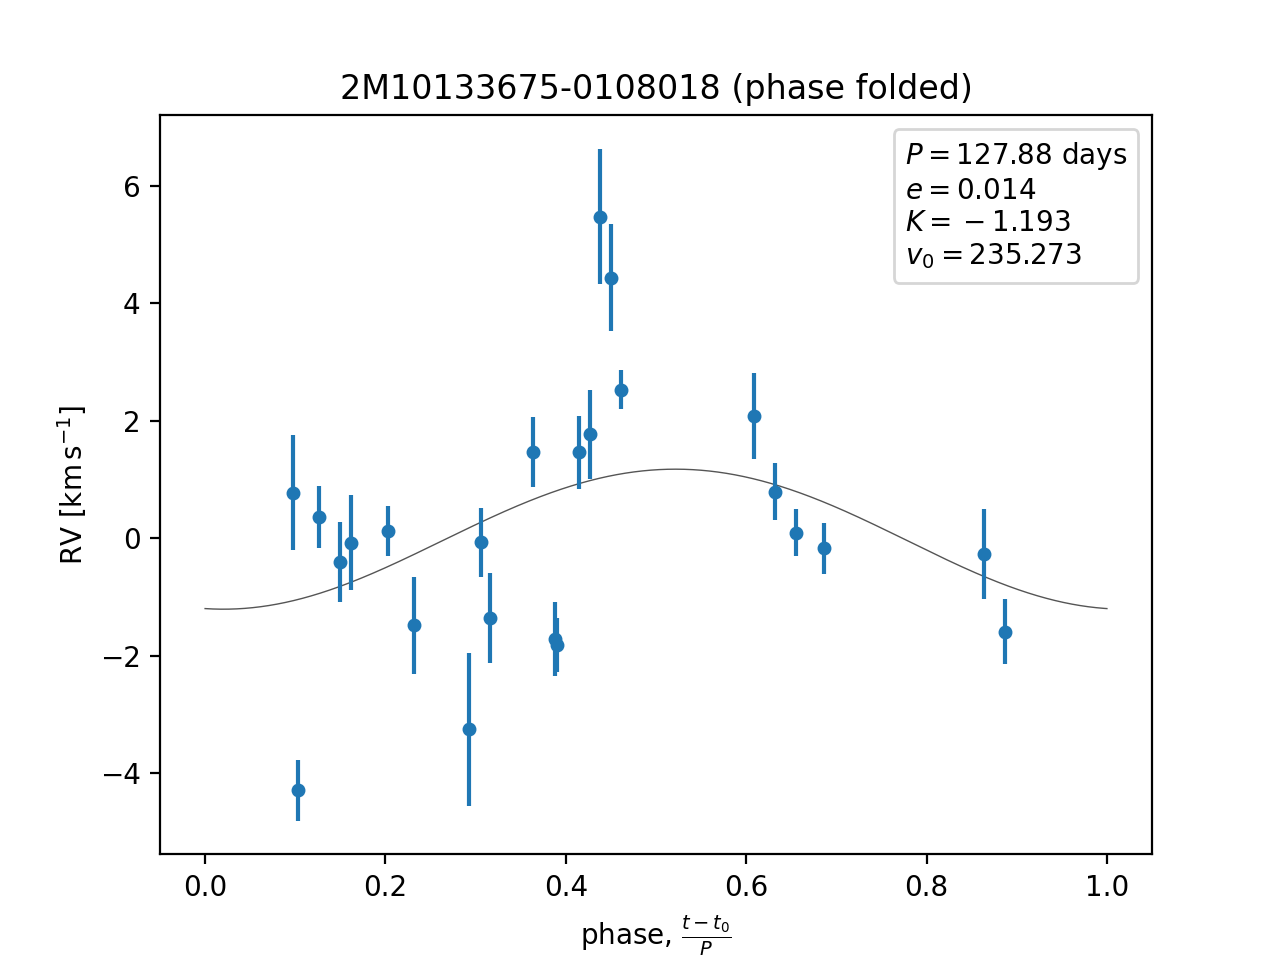 2M10133675-0108018 (phase folded)
P = 127.88 days
e = 0.014
K = −1.193
v₀ = 235.273
6
4
2
0
−2
−4
RV [km s⁻¹]
0.0 0.2 0.4 0.6 0.8 1.0
phase, (t − t₀)/P